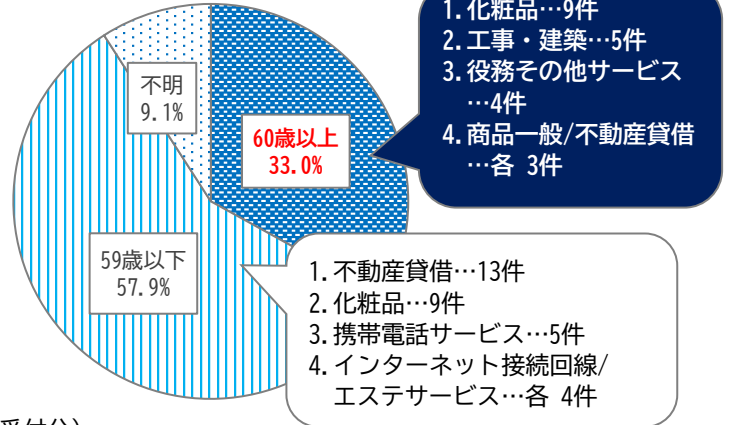 1.化粧品…9件
2.工事・建築…5件
3.役務その他サービス
…4件
4.商品一般/不動産貸借
…各 3件
不明
9.1%
60歳以上
33.0%
59歳以下
57.9%
1.不動産貸借…13件
2.化粧品…9件
3.携帯電話サービス…5件
4.インターネット接続回線/
エステサービス…各 4件
受付分)